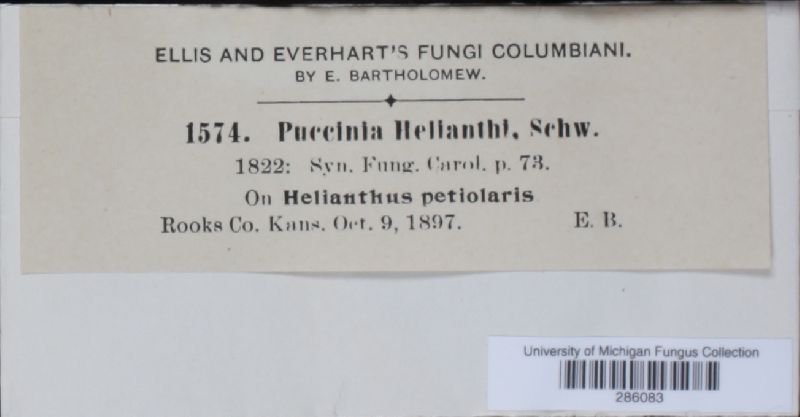 ELLIS AND EVERHART'S FUNGI COLUMBIANI.
BY E. BARTHOLOMEW.
1574. Puccinia Helianthi, Schw.
1822: Syn. Fung. Carol. p. 73.
On Helianthus petiolaris
Rooks Co. Kans. Oct. 9, 1897. E. B.
University of Michigan Fungus Collection
286083